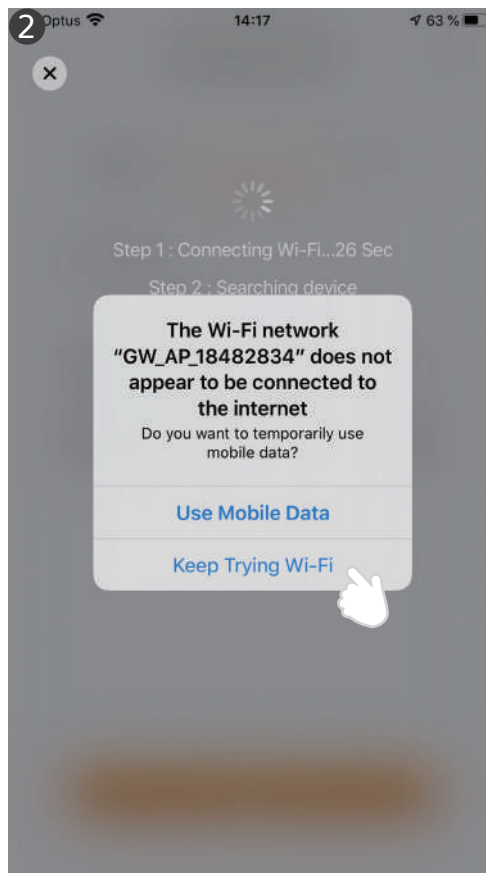 2
Optus 14:17 63 %
Step 1 : Connecting Wi-Fi...26 Sec
Step 2 : Searching device
The Wi-Fi network
“GW_AP_18482834” does not
appear to be connected to
the internet
Do you want to temporarily use
mobile data?
Use Mobile Data
Keep Trying Wi-Fi